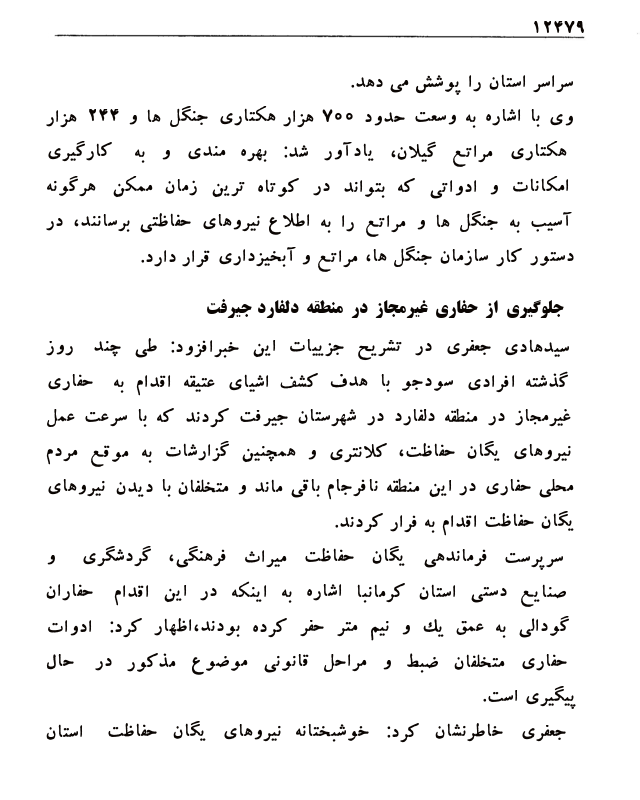 ۱۲۴۷۹
سراسر استان را پوشش می دهد.
وی با اشاره به وسعت حدود ۷۰۰ هزار هکتاری جنگل ها و ۲۴۴ هزار
هکتاری مراتع گیلان، یادآور شد: بهره مندی و به کارگیری
امکانات و ادواتی که بتواند در کوتاه ترین زمان ممکن هرگونه
آسیب به جنگل ها و مراتع را به اطلاع نیروهای حفاظتی برسانند، در
دستور کار سازمان جنگل ها، مراتع و آبخیزداری قرار دارد.
جلوگیری از حفاری غیرمجاز در منطقه دلفارد جیرفت
سیدهادی جعفری در تشریح جزییات این خبرافزود: طی چند روز
گذشته افرادی سودجو با هدف کشف اشیای عتیقه اقدام به حفاری
غیرمجاز در منطقه دلفارد در شهرستان جیرفت کردند که با سرعت عمل
نیروهای یگان حفاظت، کلانتری و همچنین گزارشات به موقع مردم
محلی حفاری در این منطقه نافرجام باقی ماند و متخلفان با دیدن نیروهای
یگان حفاظت اقدام به فرار کردند.
سرپرست فرماندهی یگان حفاظت میراث فرهنگی، گردشگری و
صنایع دستی استان کرمانبا اشاره به اینکه در این اقدام حفاران
گودالی به عمق یك و نیم متر حفر کرده بودند،اظهار کرد: ادوات
حفاری متخلفان ضبط و مراحل قانونی موضوع مذکور در حال
پیگیری است.
جعفری خاطرنشان کرد: خوشبختانه نیروهای یگان حفاظت استان